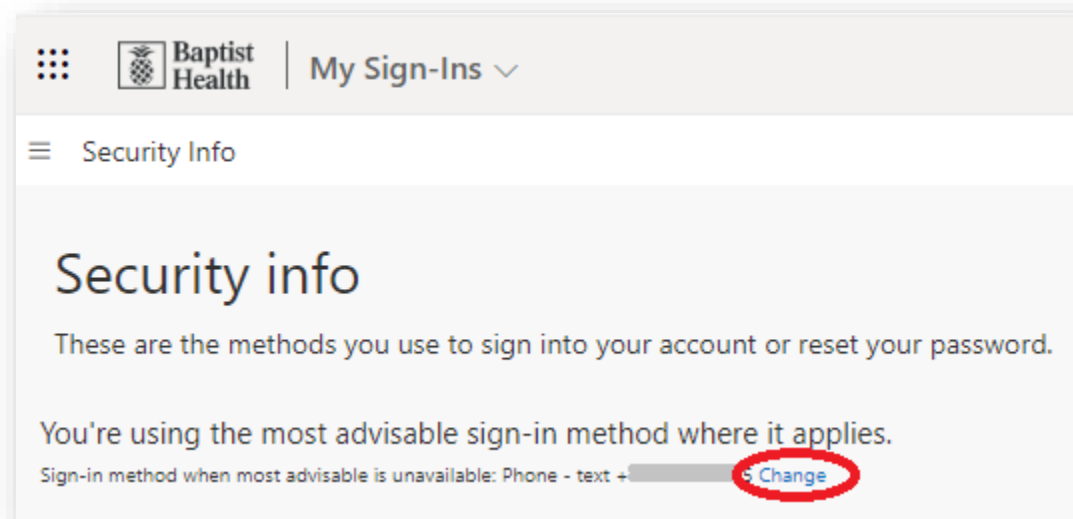 Baptist
Health
My Sign-Ins
Security Info
Security info
These are the methods you use to sign into your account or reset your password.
You're using the most advisable sign-in method where it applies.
Sign-in method when most advisable is unavailable: Phone - text + Change